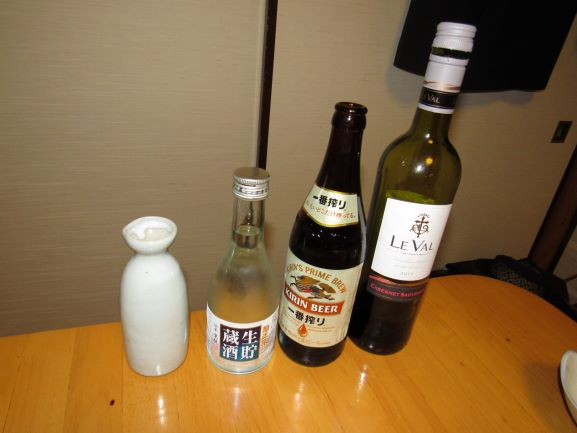 生貯
蔵酒
一番搾り
KIRIN'S PRIME BREW
KIRIN BEER
一番搾り
VAL
LE VAL
CABERNET SAUVIGNON